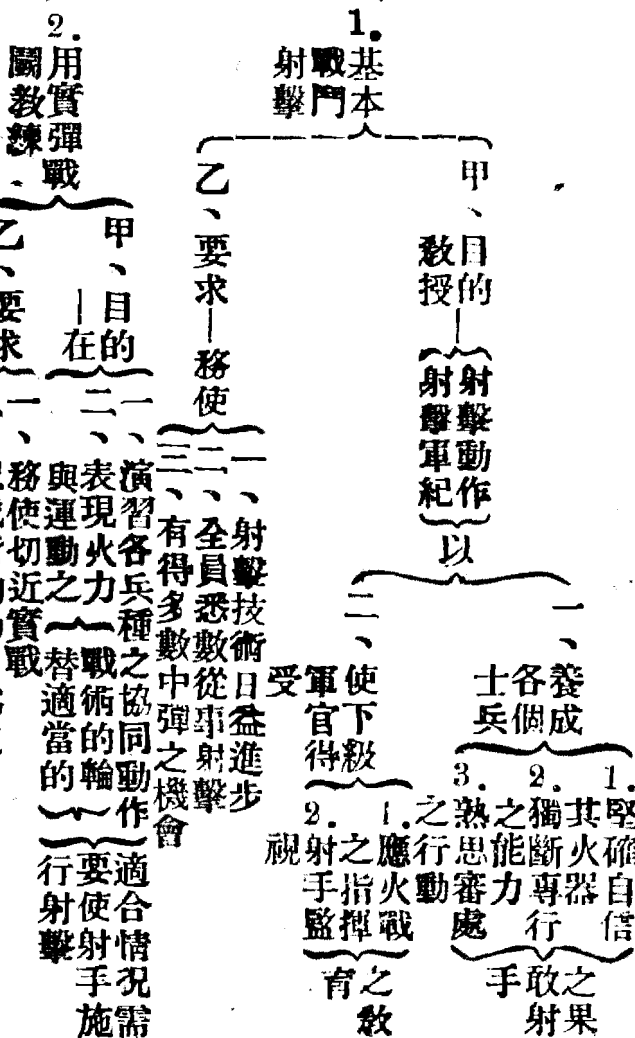 1.基本
戰鬥
射擊
甲、目的—
教授
射擊動作
射擊軍紀
以
一、養成
各個
士兵
1.堅確自信
其火器
2.獨斷專行
之能力
3.熟思審處
之行動
之果
敢射
手
二、使下級
軍官得
受
1.應火戰
之指揮
2.射手監
視
之教
育
乙、要求—務使
一、射擊技術日益進步
二、全員悉數從事射擊
三、有得多數中彈之機會
2.用實彈戰
鬭教練
甲、目的
—在
一、演習各兵種之協同動作
二、表現火力
與運動之
戰術的輪
替適當的
適合情況需
要使射手施
行射擊
乙、要求
一、務使切近實戰